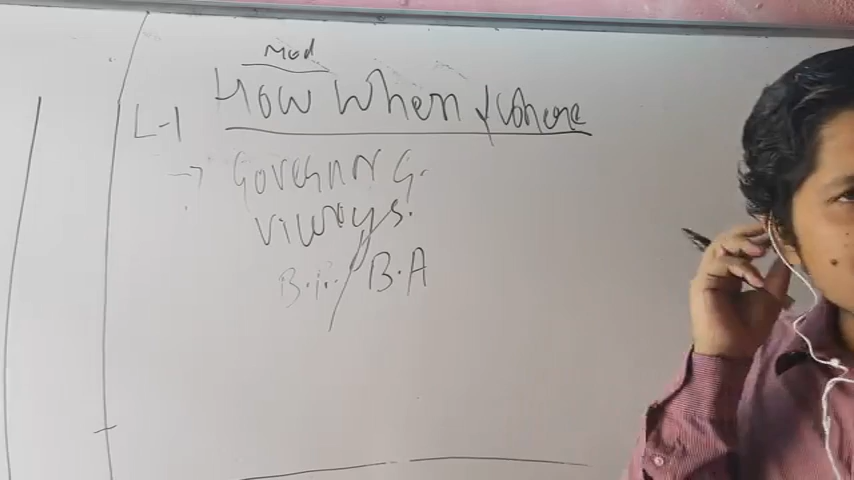 Mod
L-1 How When & Where
→ Governor G.
Viceroys.
B.P. / B.A